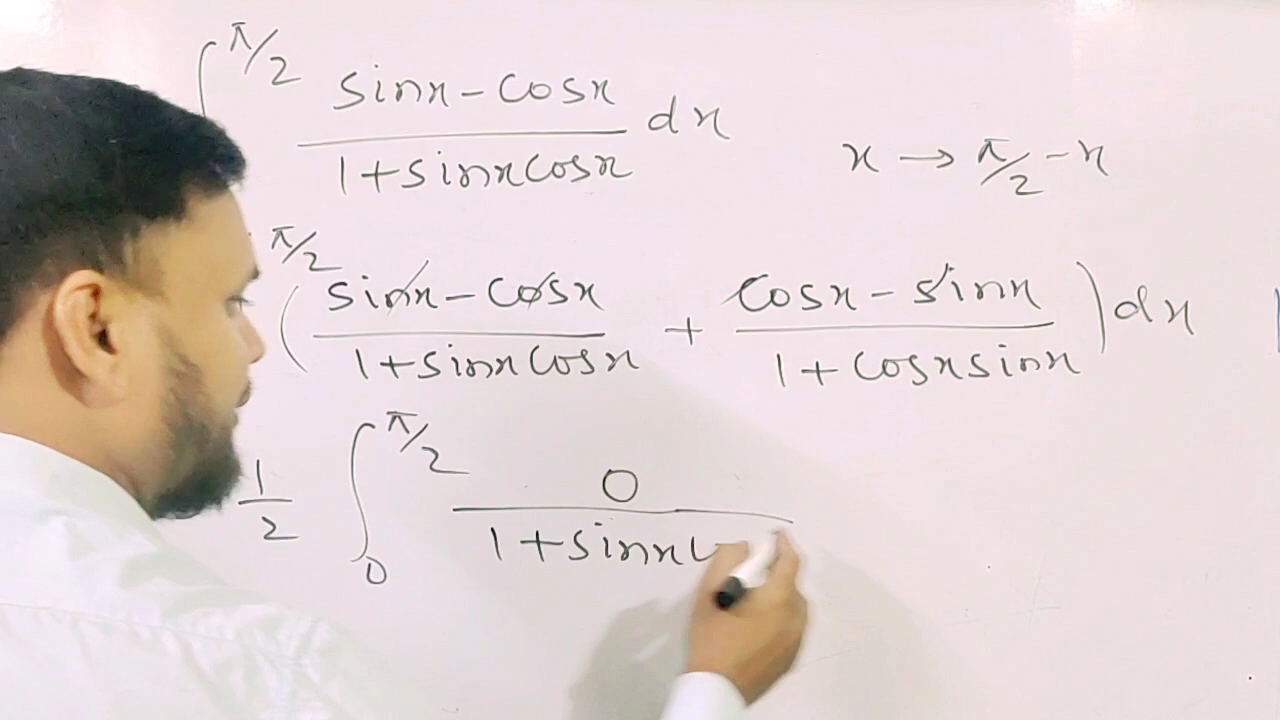 ∫^π/2 (sinx - cosx)/(1+sinxcosx) dx
x → π/2 - x
π/2 ( (sinx - cosx)/(1+sinxcosx) + (cosx - sinx)/(1+cosxsinx) ) dx
1/2 ∫_0^π/2 0/(1+sinx